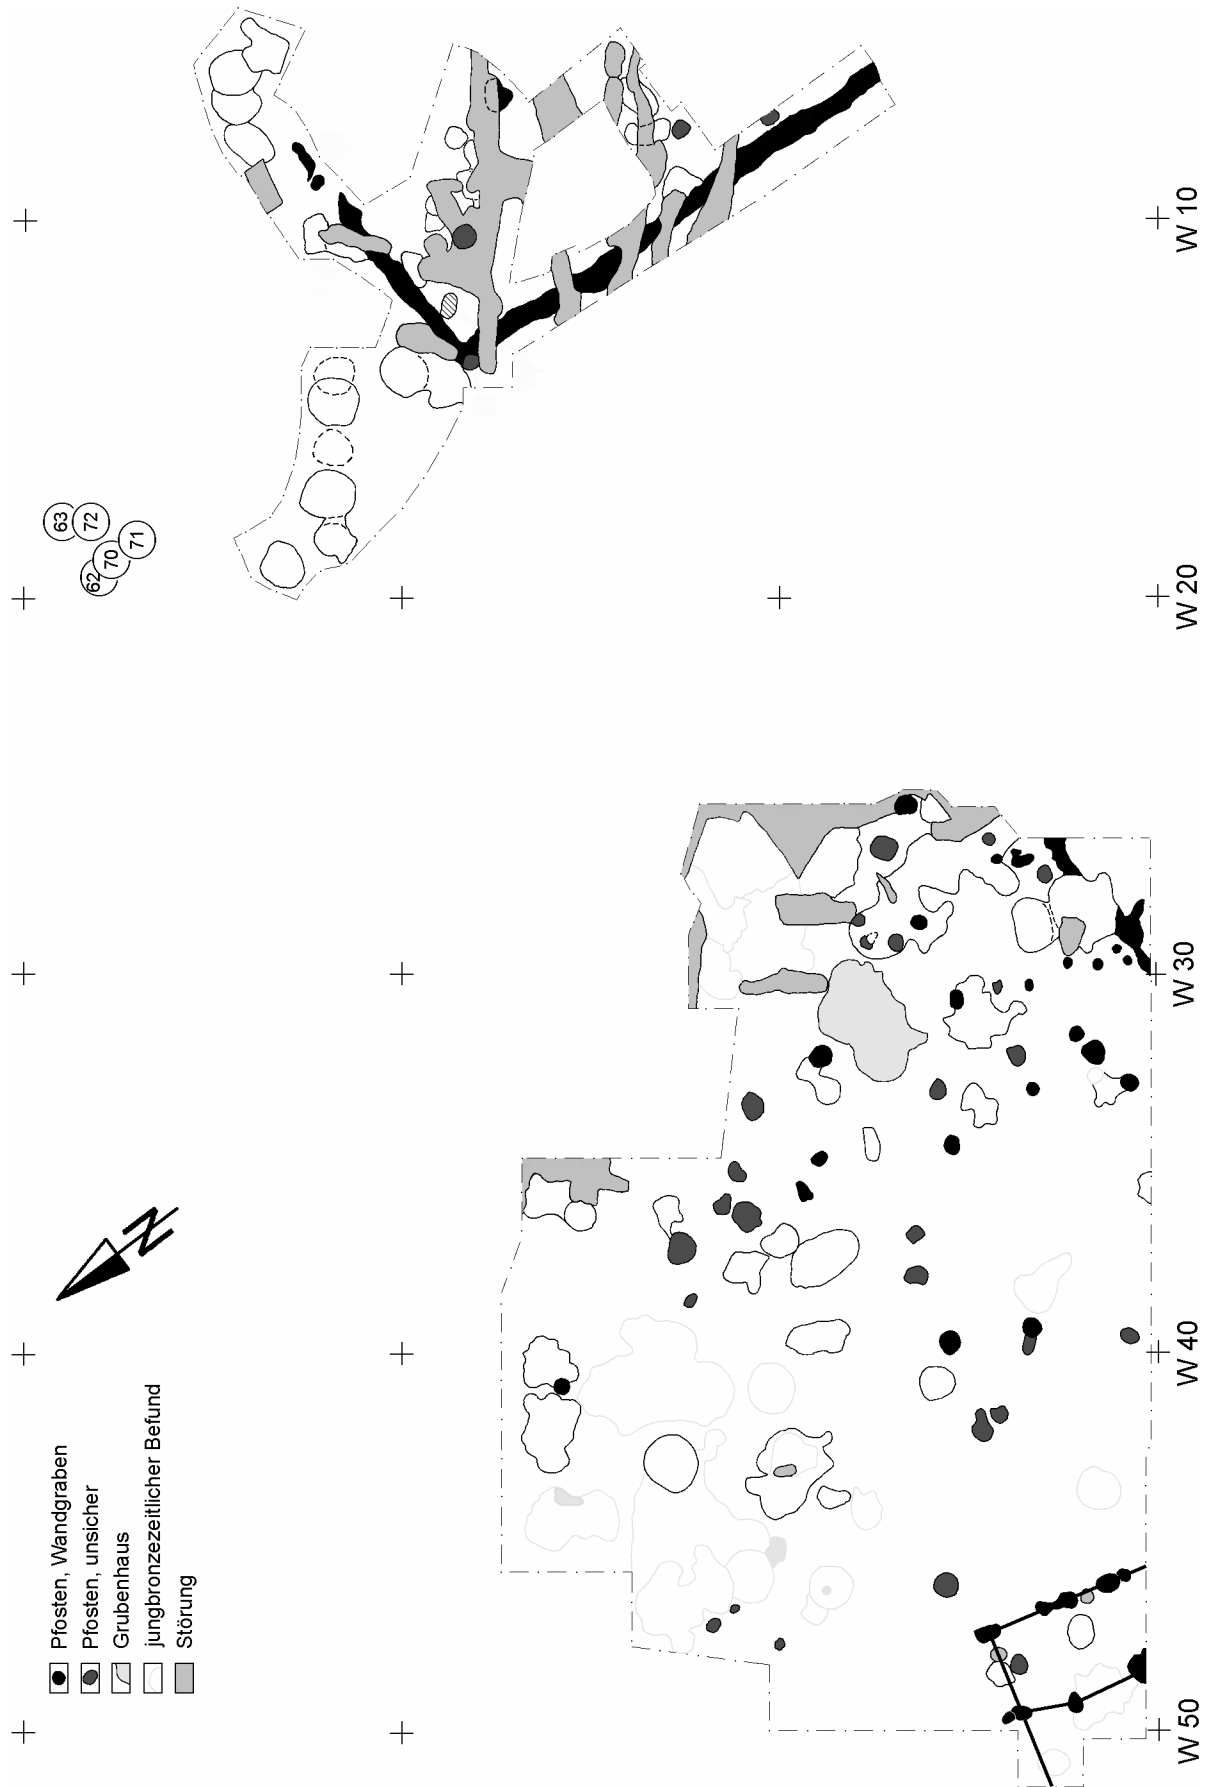 Pfosten, Wandgraben
Pfosten, unsicher
Grubenhaus
jungbronzezeitlicher Befund
Störung
N
63
72
62
70
71
W 10
W 20
W 30
W 40
W 50